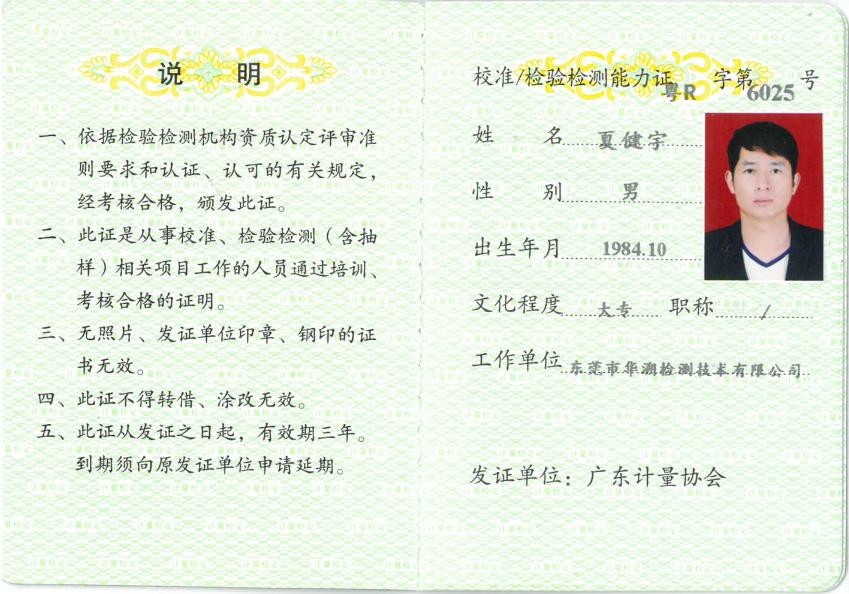 说 明
一、依据检验检测机构资质认定评审准
则要求和认证、认可的有关规定，
经考核合格，颁发此证。
二、此证是从事校准、检验检测（含抽
样）相关项目工作的人员通过培训、
考核合格的证明。
三、无照片、发证单位印章、钢印的证
书无效。
四、此证不得转借、涂改无效。
五、此证从发证之日起，有效期三年。
到期须向原发证单位申请延期。
校准/检验检测能力证 粤R 字第 6025 号
姓 名 夏健宇
性 别 男
出生年月 1984.10
文化程度 大专 职称 /
工作单位 东莞市华溯检测技术有限公司
发证单位：广东计量协会
计量检定